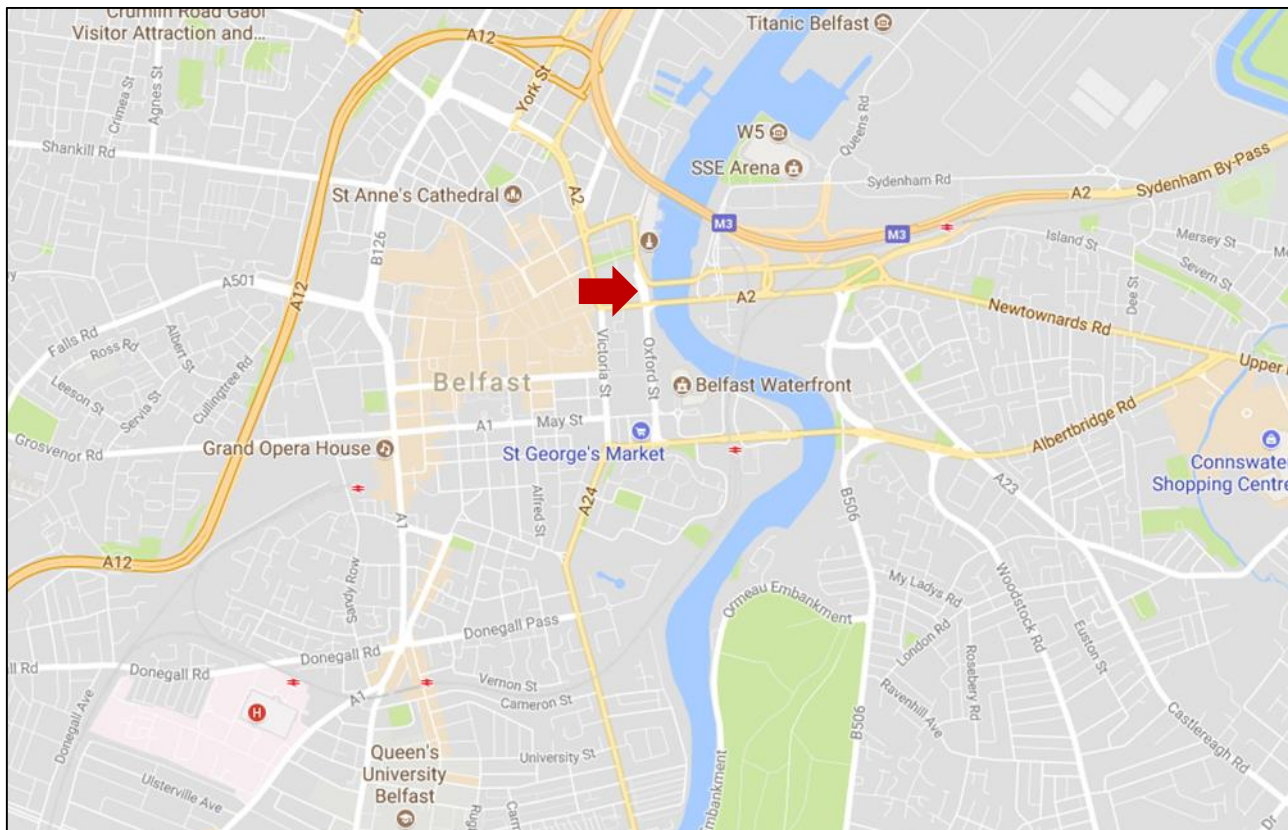 Crumlin Road Gaol
Visitor Attraction and...
A12
Titanic Belfast
York St
Crimea St
Agnes St
W5
Queens Rd
Shankill Rd
SSE Arena
Sydenham Rd
Sydenham By-Pass
A2
St Anne's Cathedral
A2
M3
M3
Island St
Mersey St
B126
A501
A12
A2
Dee St
Severn St
Newtownards Rd
Falls Rd
Ross Rd
Albert St
Victoria St
Oxford St
Upper
Leeson St
Servia St
Cullingtree Rd
Belfast
Belfast Waterfront
Albertbridge Rd
A1
May St
Grosvenor Rd
Grand Opera House
St George's Market
Connswate
Shopping Centre
A23
Alfred St
A24
B506
A1
A12
Sandy Row
My Ladys Rd
Woodstock Rd
Ormeau Embankment
London Rd
Euston St
Donegall Pass
Donegall Rd
Rosebery Rd
ll Rd
Donegall Rd
Vernon St
A1
Cameron St
Ravenhill Ave
H
B506
Castlereagh Rd
Donegall Ave
Queen's
University
Belfast
University St
Ulsterville Ave
Embankment
Dr